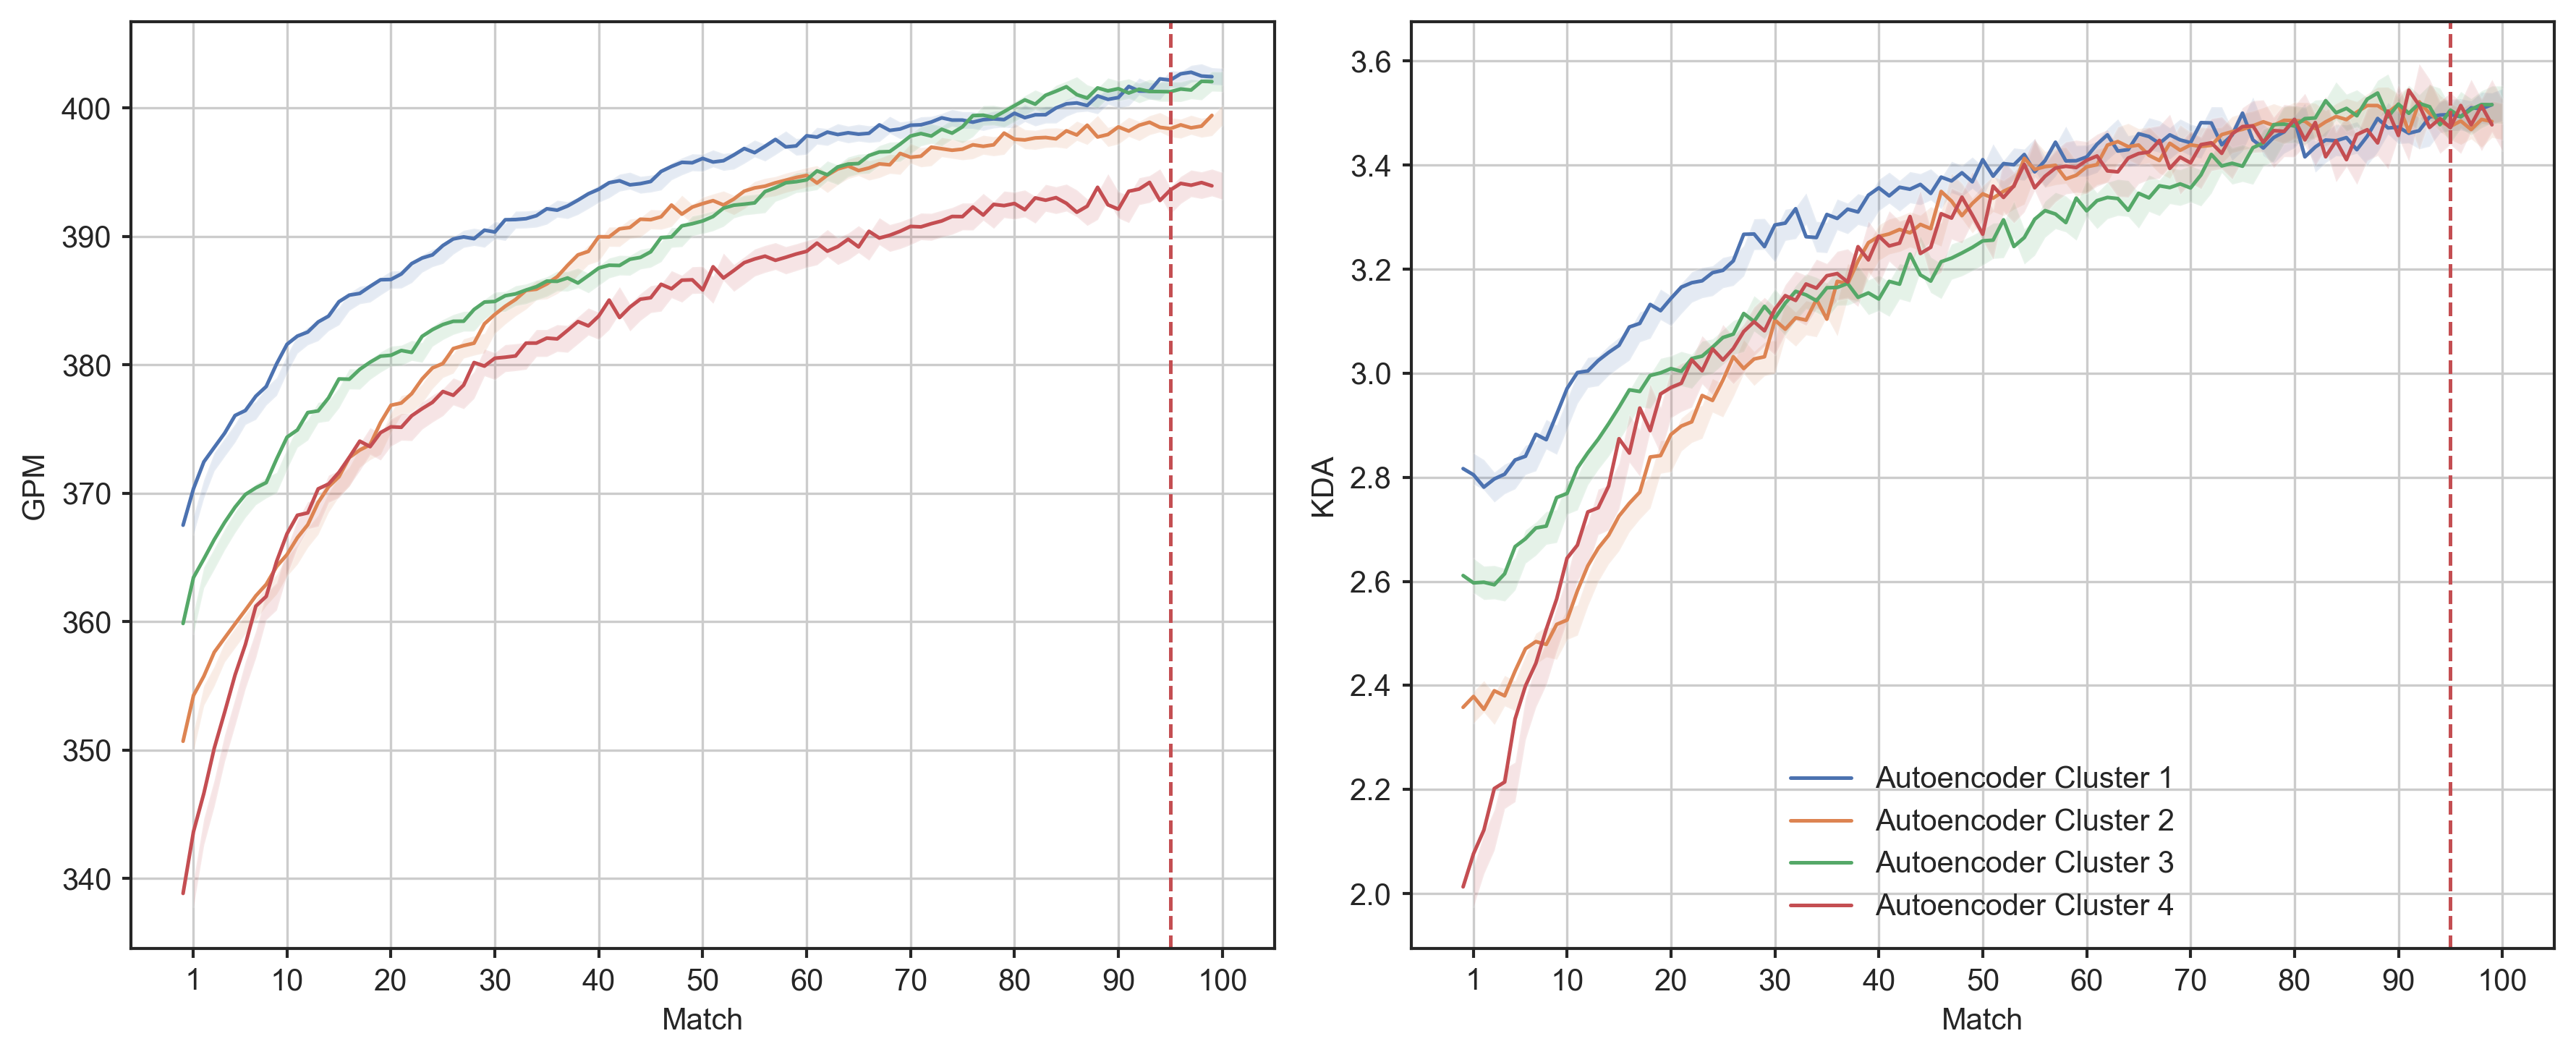 GPM
400
390
380
370
360
350
340
1 10 20 30 40 50 60 70 80 90 100
Match
KDA
3.6
3.4
3.2
3.0
2.8
2.6
2.4
2.2
2.0
Autoencoder Cluster 1
Autoencoder Cluster 2
Autoencoder Cluster 3
Autoencoder Cluster 4
1 10 20 30 40 50 60 70 80 90 100
Match